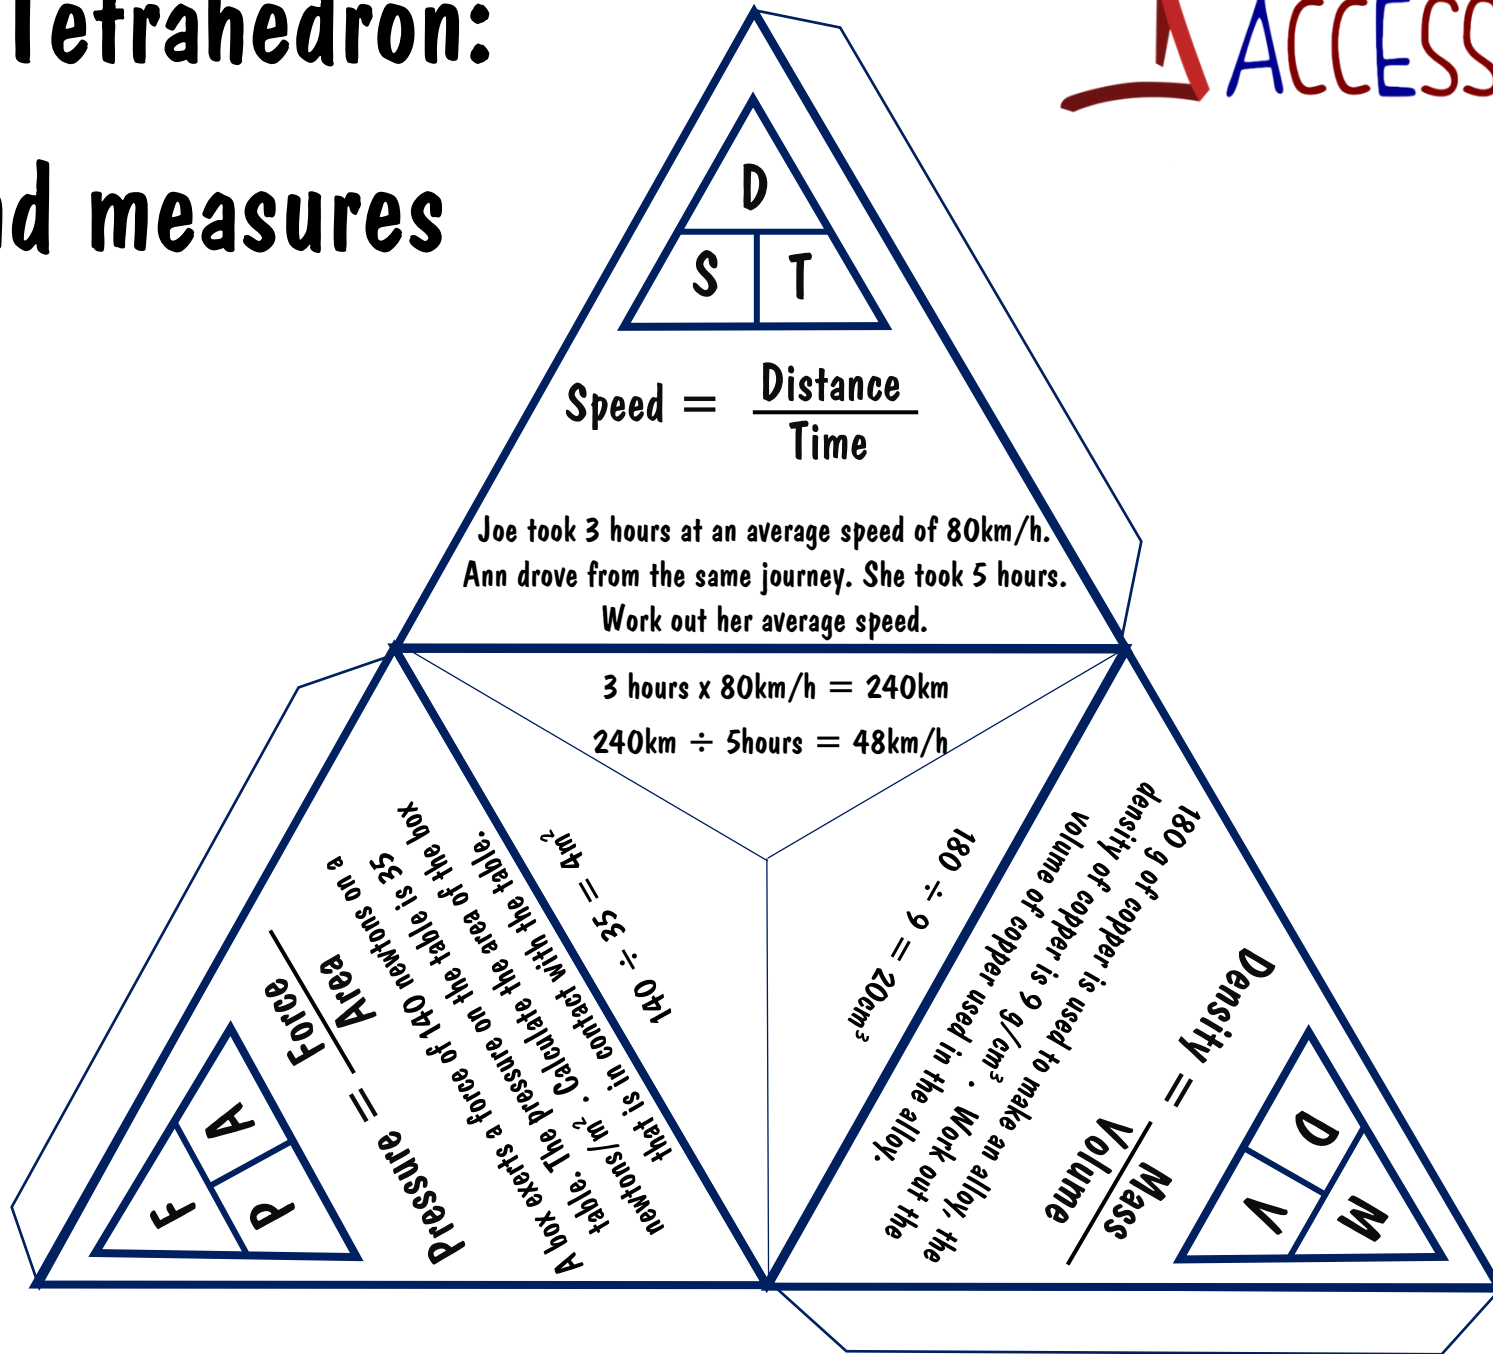 Tetrahedron:
nd measures
ACCESS
D
S T
Speed = Distance
Time
Joe took 3 hours at an average speed of 80km/h.
Ann drove from the same journey. She took 5 hours.
Work out her average speed.
3 hours x 80km/h = 240km
240km ÷ 5hours = 48km/h
140 ÷ 35 = 4m²
A box exerts a force of 140 newtons on a
table. The pressure on the table is 35
newtons/m². Calculate the area of the box
that is in contact with the table.
Pressure = Force
Area
F
P A
180 ÷ 9 = 20cm³
180 g of copper is used to make an alloy, the
density of copper is 9 g/cm³. Work out the
volume of copper used in the alloy.
Density = Mass
Volume
M
D V